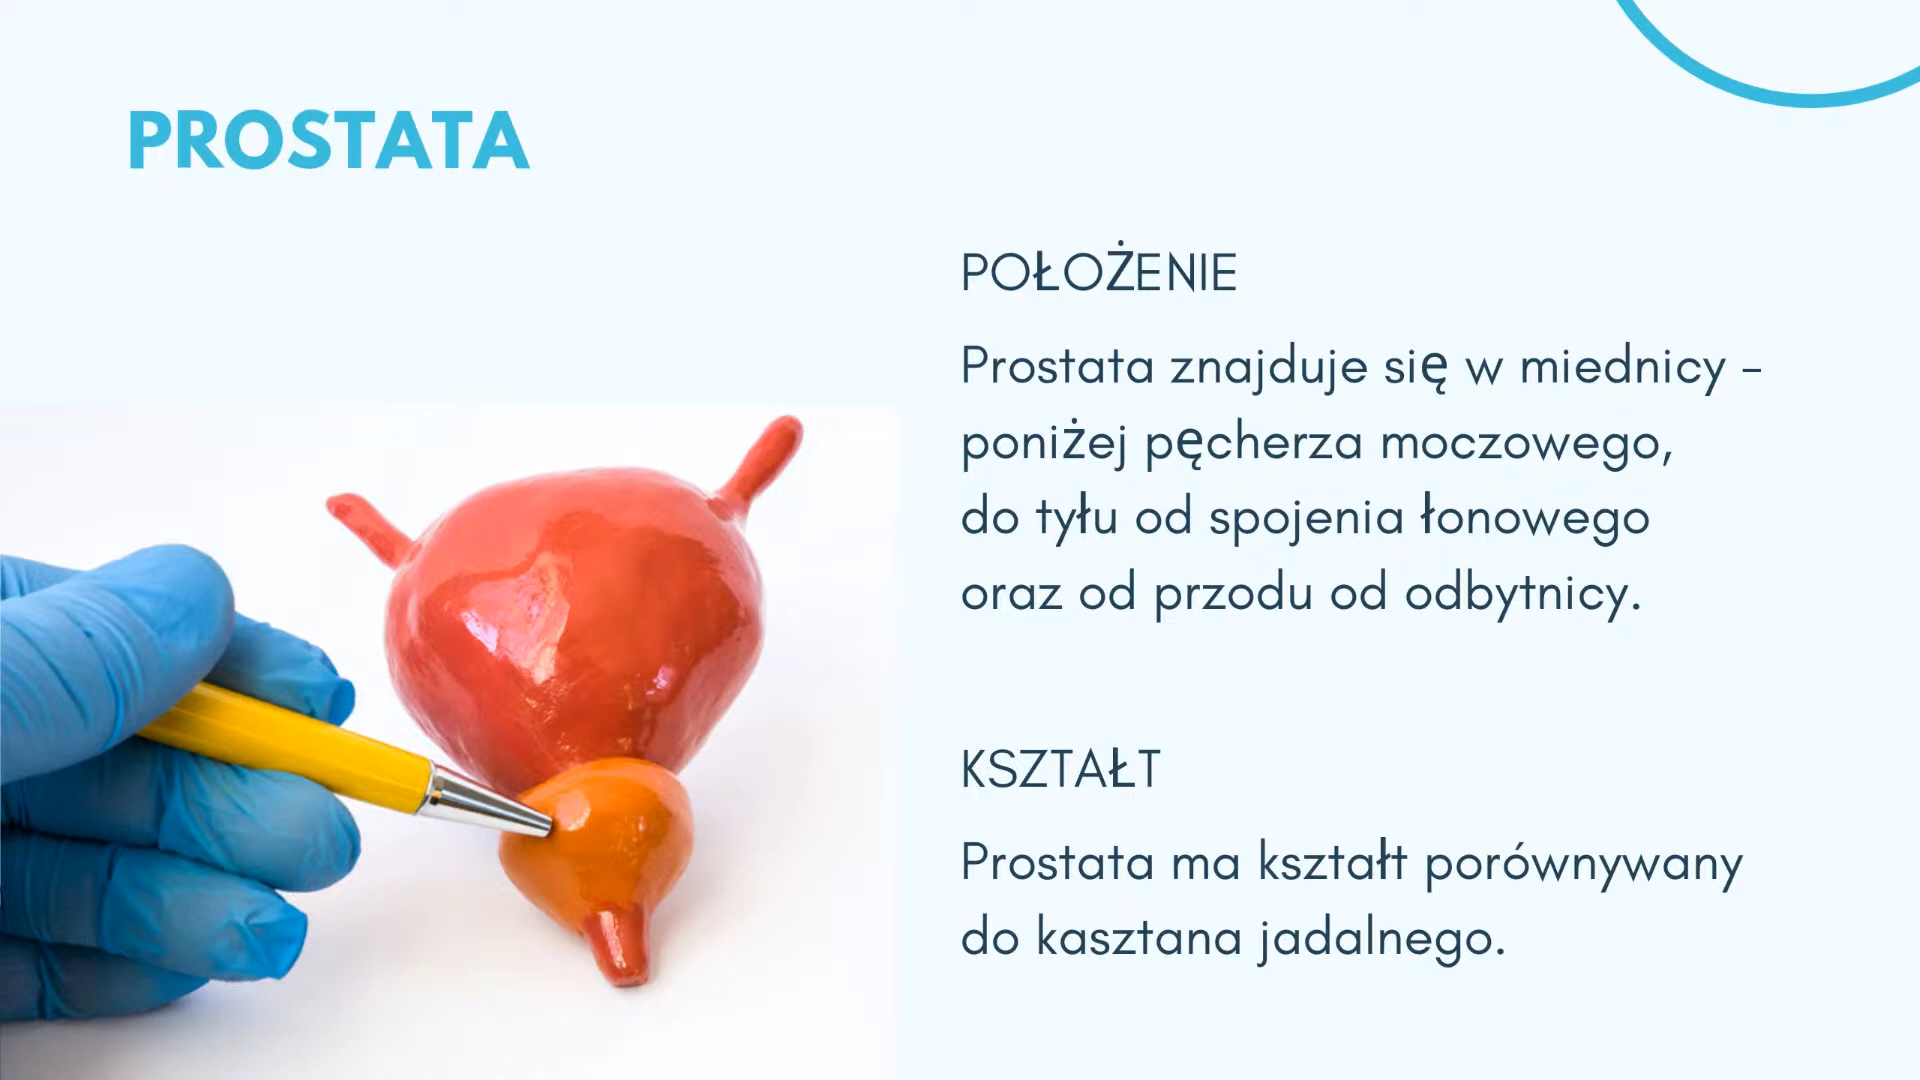 PROSTATA
POŁOŻENIE
Prostata znajduje się w miednicy –
poniżej pęcherza moczowego,
do tyłu od spojenia łonowego
oraz od przodu od odbytnicy.
KSZTAŁT
Prostata ma kształt porównywany
do kasztana jadalnego.